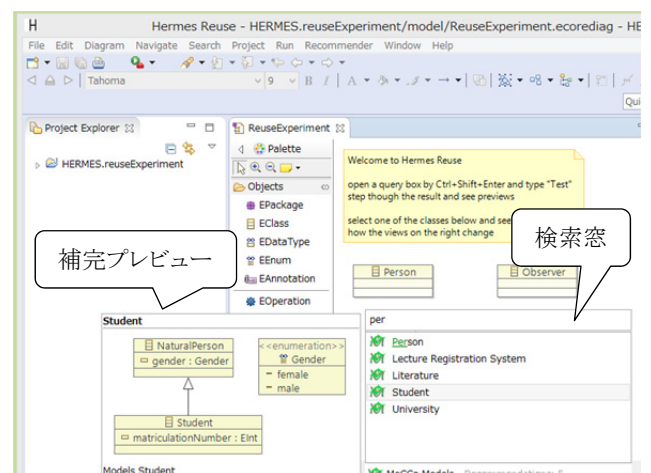 H Hermes Reuse - HERMES.reuseExperiment/model/ReuseExperiment.ecorediag - HE
File Edit Diagram Navigate Search Project Run Recommender Window Help
Tahoma 9 B I A
Qui
Project Explorer
ReuseExperiment
HERMES.reuseExperiment
Palette
Objects
EPackage
EClass
EDataType
EEnum
EAnnotation
EOperation
Welcome to Hermes Reuse
open a query box by Ctrl+Shift+Enter and type "Test"
step though the result and see previews
select one of the classes below and see
how the views on the right change
補完プレビュー
検索窓
Person
Observer
Student
NaturalPerson
gender : Gender
<<enumeration>>
Gender
female
male
Student
matriculationNumber : EInt
Models Student
per
Person
Lecture Registration System
Literature
Student
University